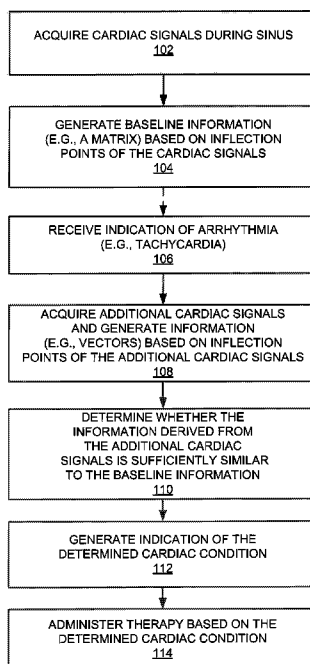 ACQUIRE CARDIAC SIGNALS DURING SINUS
102
GENERATE BASELINE INFORMATION
(E.G., A MATRIX) BASED ON INFLECTION
POINTS OF THE CARDIAC SIGNALS
104
RECEIVE INDICATION OF ARRHYTHMIA
(E.G., TACHYCARDIA)
106
ACQUIRE ADDITIONAL CARDIAC SIGNALS
AND GENERATE INFORMATION
(E.G., VECTORS) BASED ON INFLECTION
POINTS OF THE ADDITIONAL CARDIAC SIGNALS
108
DETERMINE WHETHER THE
INFORMATION DERIVED FROM
THE ADDITIONAL CARDIAC
SIGNALS IS SUFFICIENTLY SIMILAR
TO THE BASELINE INFORMATION
110
GENERATE INDICATION OF THE
DETERMINED CARDIAC CONDITION
112
ADMINISTER THERAPY BASED ON THE
DETERMINED CARDIAC CONDITION
114